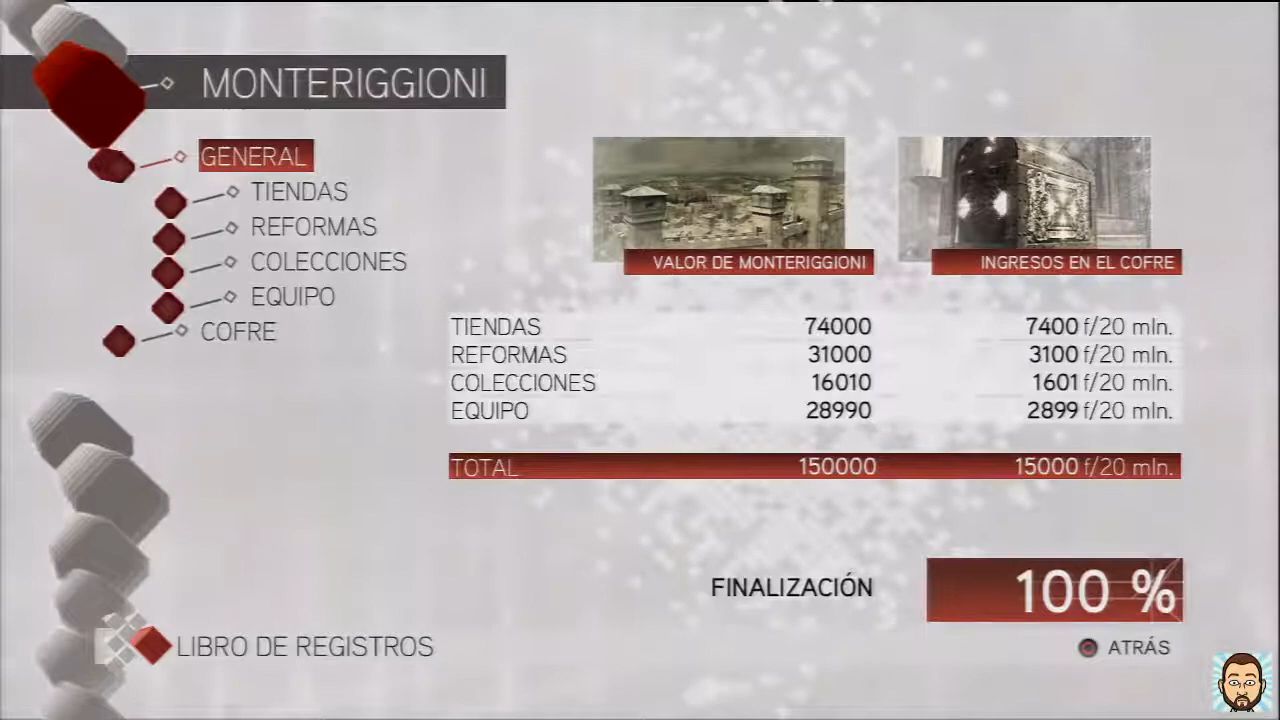 MONTERIGGIONI
GENERAL
TIENDAS
REFORMAS
COLECCIONES
EQUIPO
COFRE
VALOR DE MONTERIGGIONI INGRESOS EN EL COFRE
TIENDAS 74000 7400 f/20 mln.
REFORMAS 31000 3100 f/20 mln.
COLECCIONES 16010 1601 f/20 mln.
EQUIPO 28990 2899 f/20 mln.
TOTAL 150000 15000 f/20 mln.
FINALIZACIÓN 100 %
LIBRO DE REGISTROS ATRÁS